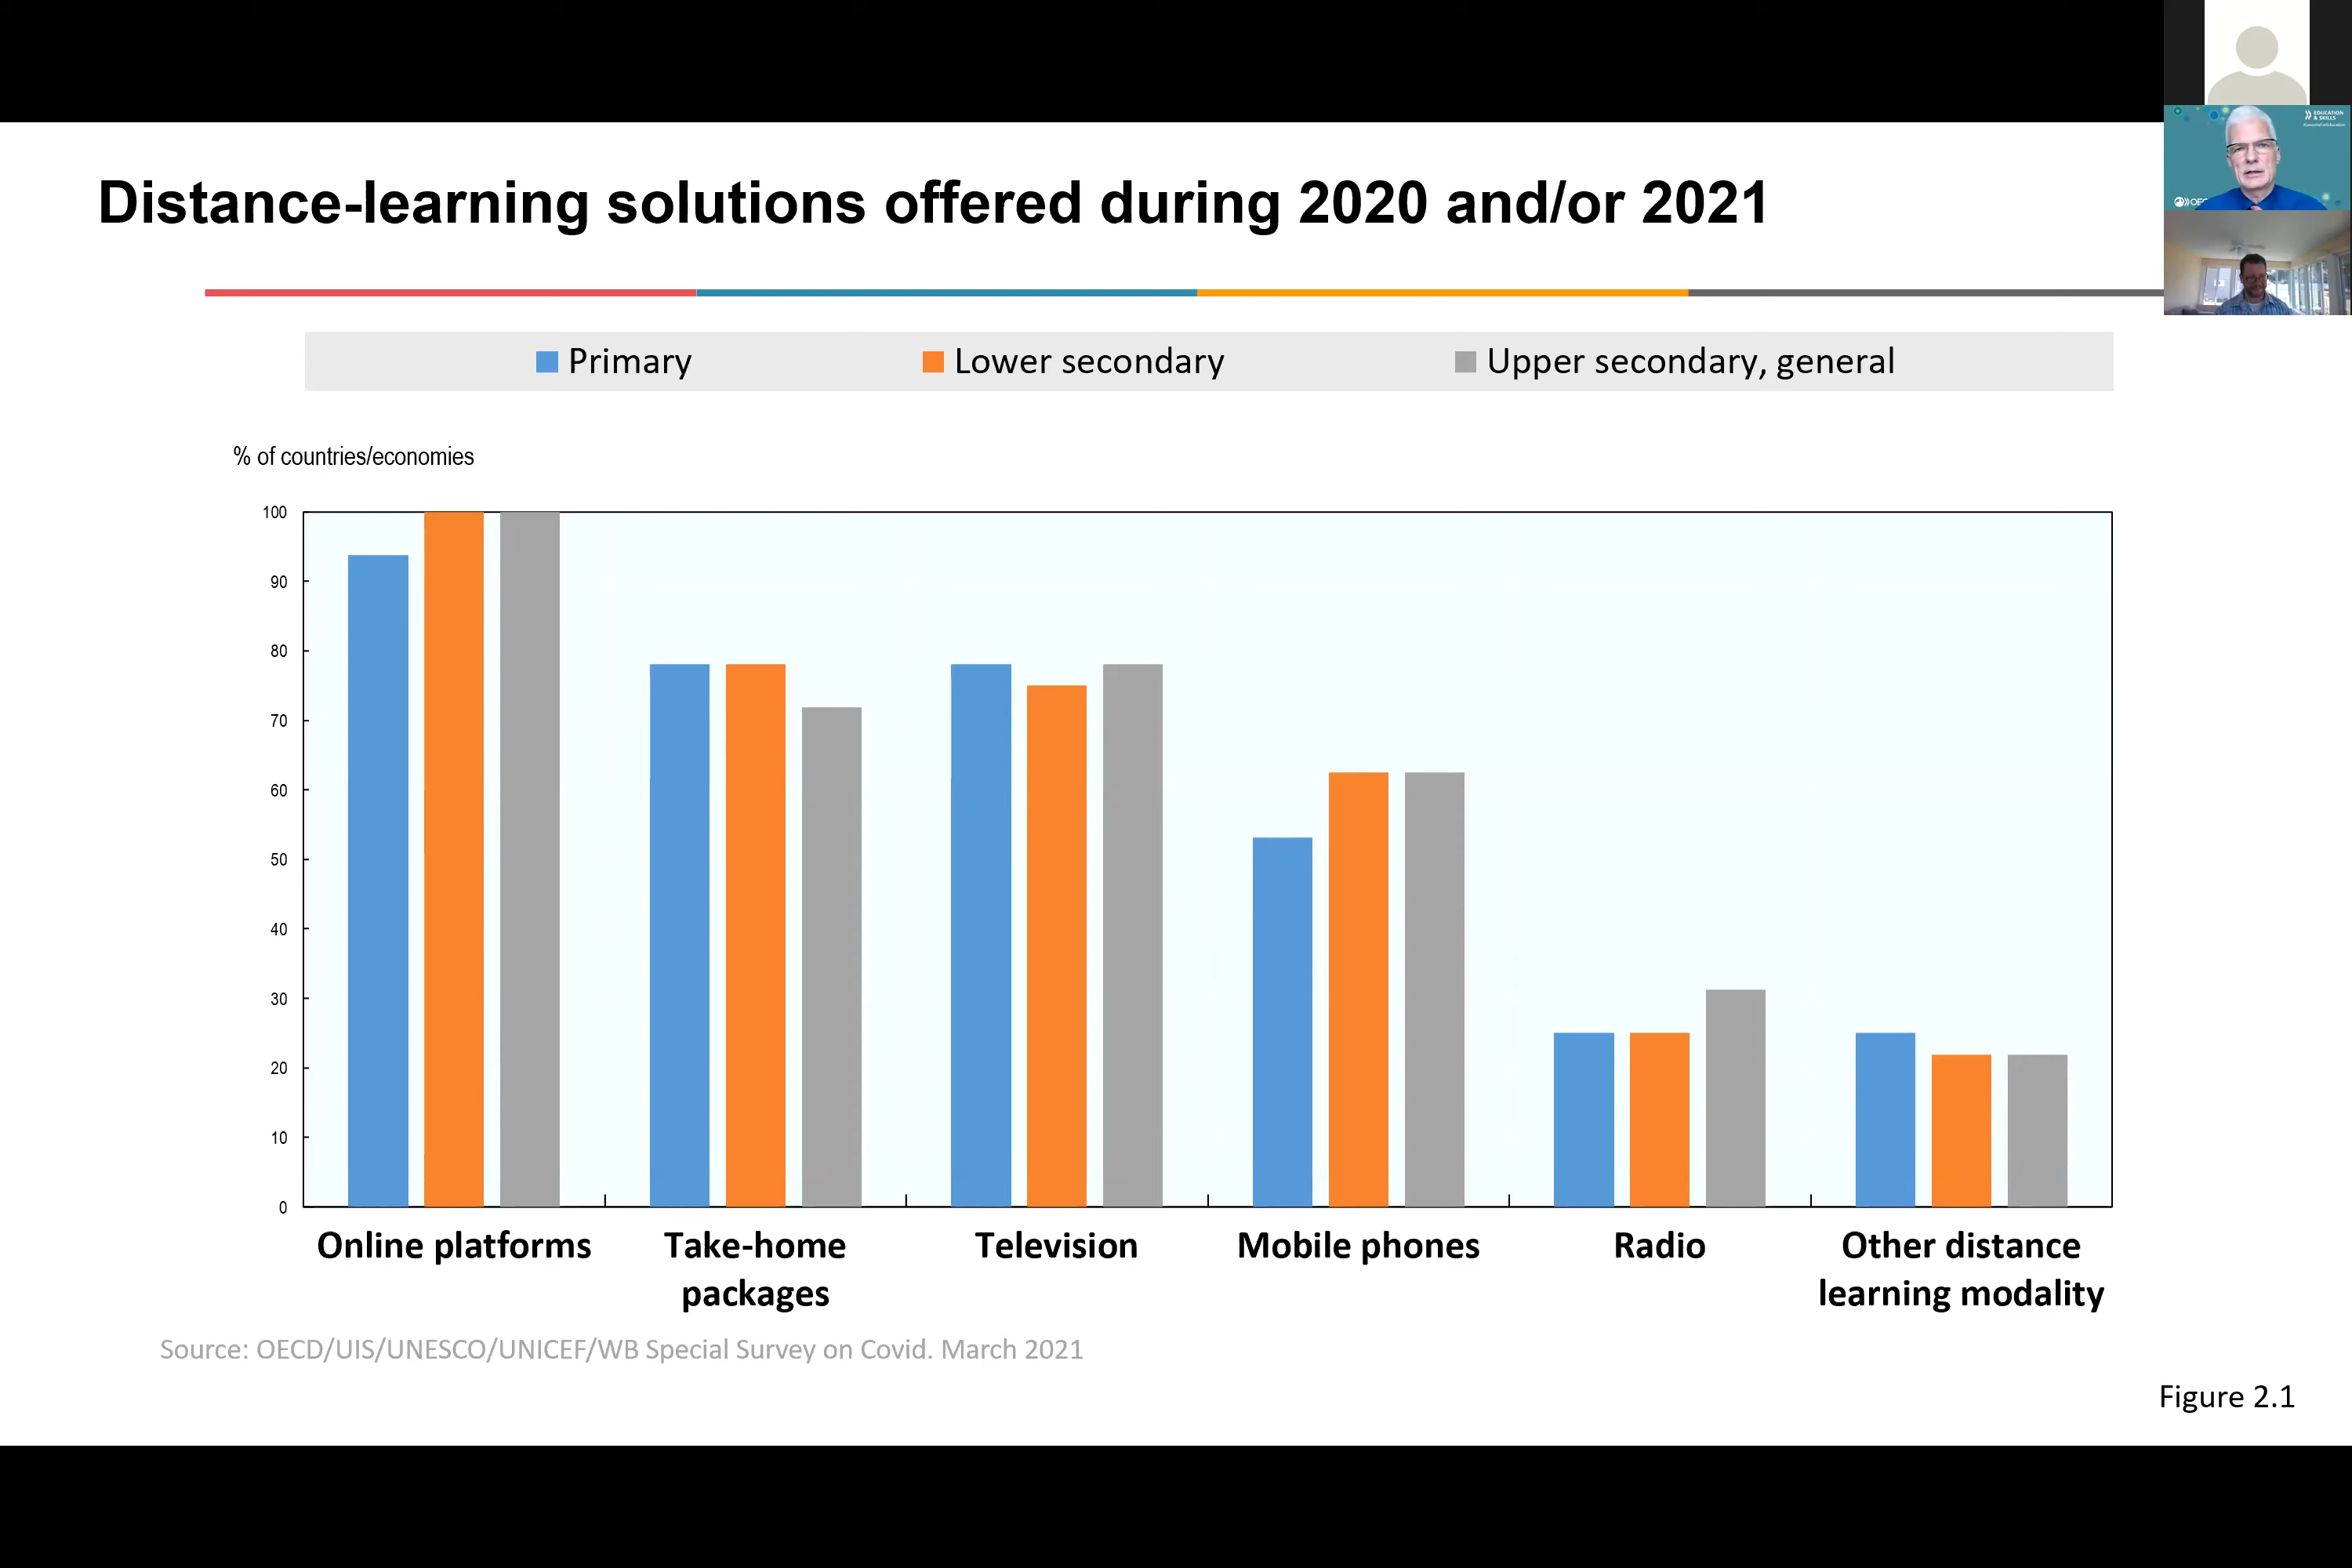 EDUCATION
& SKILLS
Distance-learning solutions offered during 2020 and/or 2021
Primary
Lower secondary
Upper secondary, general
% of countries/economies
100
90
80
70
60
50
40
30
20
10
0
Online platforms
Take-home
packages
Television
Mobile phones
Radio
Other distance
learning modality
Source: OECD/UIS/UNESCO/UNICEF/WB Special Survey on Covid. March 2021
Figure 2.1